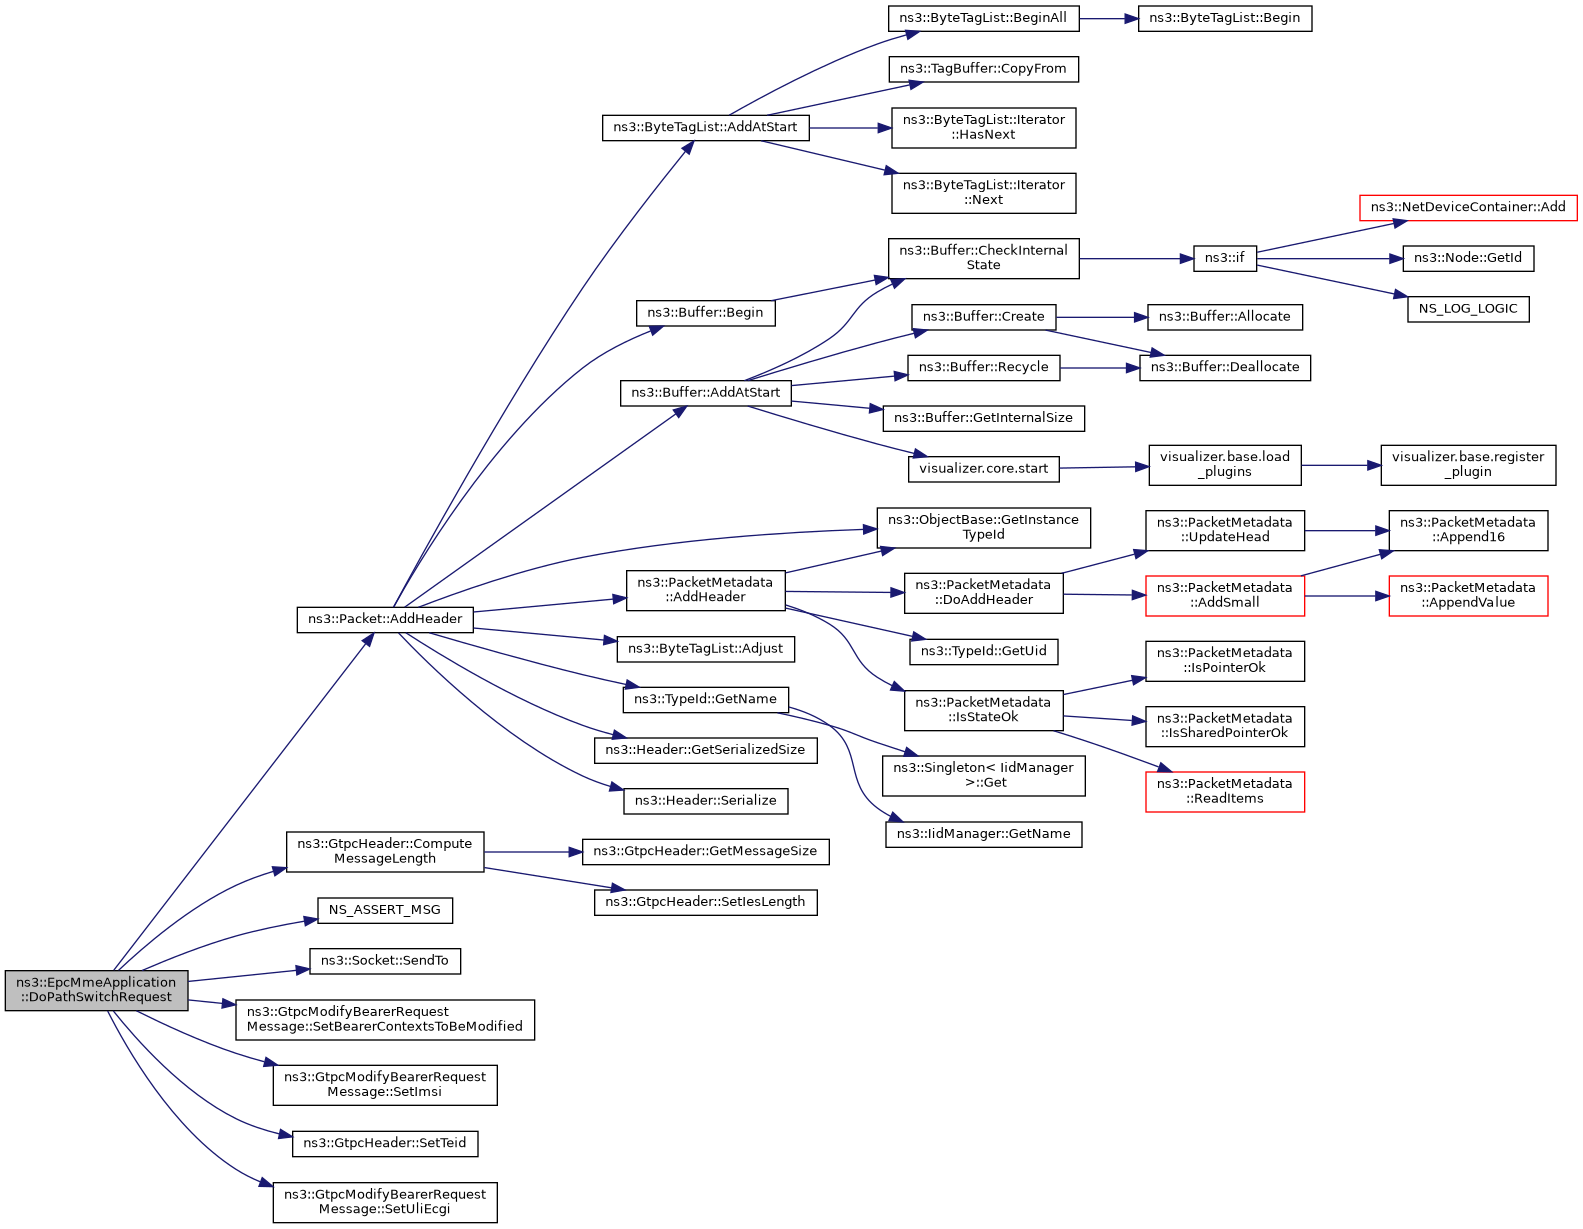 ns3::ByteTagList::BeginAll
ns3::ByteTagList::Begin
ns3::TagBuffer::CopyFrom
ns3::ByteTagList::AddAtStart
ns3::ByteTagList::Iterator
::HasNext
ns3::ByteTagList::Iterator
::Next
ns3::NetDeviceContainer::Add
ns3::Buffer::CheckInternal
State
ns3::if
ns3::Node::GetId
NS_LOG_LOGIC
ns3::Buffer::Begin
ns3::Buffer::Create
ns3::Buffer::Allocate
ns3::Buffer::Recycle
ns3::Buffer::Deallocate
ns3::Buffer::AddAtStart
ns3::Buffer::GetInternalSize
visualizer.core.start
visualizer.base.load
_plugins
visualizer.base.register
_plugin
ns3::ObjectBase::GetInstance
TypeId
ns3::PacketMetadata
::UpdateHead
ns3::PacketMetadata
::Append16
ns3::PacketMetadata
::AddHeader
ns3::PacketMetadata
::DoAddHeader
ns3::PacketMetadata
::AddSmall
ns3::PacketMetadata
::AppendValue
ns3::Packet::AddHeader
ns3::ByteTagList::Adjust
ns3::TypeId::GetUid
ns3::PacketMetadata
::IsPointerOk
ns3::TypeId::GetName
ns3::PacketMetadata
::IsStateOk
ns3::PacketMetadata
::IsSharedPointerOk
ns3::Header::GetSerializedSize
ns3::Singleton< IidManager
>::Get
ns3::PacketMetadata
::ReadItems
ns3::Header::Serialize
ns3::IidManager::GetName
ns3::GtpcHeader::Compute
MessageLength
ns3::GtpcHeader::GetMessageSize
ns3::GtpcHeader::SetIesLength
NS_ASSERT_MSG
ns3::Socket::SendTo
ns3::EpcMmeApplication
::DoPathSwitchRequest
ns3::GtpcModifyBearerRequest
Message::SetBearerContextsToBeModified
ns3::GtpcModifyBearerRequest
Message::SetImsi
ns3::GtpcHeader::SetTeid
ns3::GtpcModifyBearerRequest
Message::SetUliEcgi